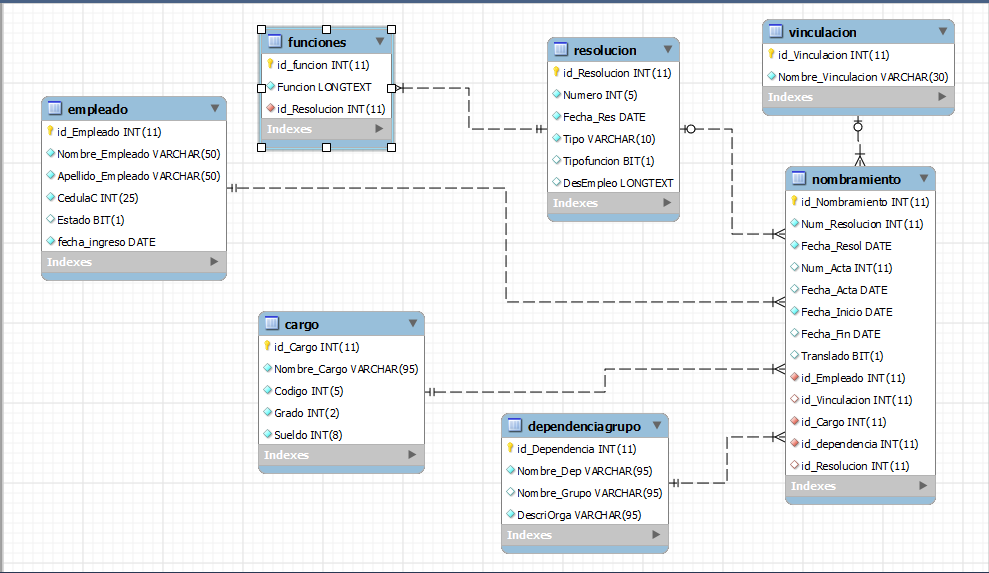 funciones
id_funcion INT(11)
Funcion LONGTEXT
id_Resolucion INT(11)
Indexes
resolucion
id_Resolucion INT(11)
Numero INT(5)
Fecha_Res DATE
Tipo VARCHAR(10)
Tipofuncion BIT(1)
DesEmpleo LONGTEXT
Indexes
vinculacion
id_Vinculacion INT(11)
Nombre_Vinculacion VARCHAR(30)
Indexes
empleado
id_Empleado INT(11)
Nombre_Empleado VARCHAR(50)
Apellido_Empleado VARCHAR(50)
CedulaC INT(25)
Estado BIT(1)
fecha_ingreso DATE
Indexes
nombramiento
id_Nombramiento INT(11)
Num_Resolucion INT(11)
Fecha_Resol DATE
Num_Acta INT(11)
Fecha_Acta DATE
Fecha_Inicio DATE
Fecha_Fin DATE
Translado BIT(1)
id_Empleado INT(11)
id_Vinculacion INT(11)
id_Cargo INT(11)
id_dependencia INT(11)
id_Resolucion INT(11)
Indexes
cargo
id_Cargo INT(11)
Nombre_Cargo VARCHAR(95)
Codigo INT(5)
Grado INT(2)
Sueldo INT(8)
Indexes
dependenciagrupo
id_Dependencia INT(11)
Nombre_Dep VARCHAR(95)
Nombre_Grupo VARCHAR(95)
DescriOrga VARCHAR(95)
Indexes